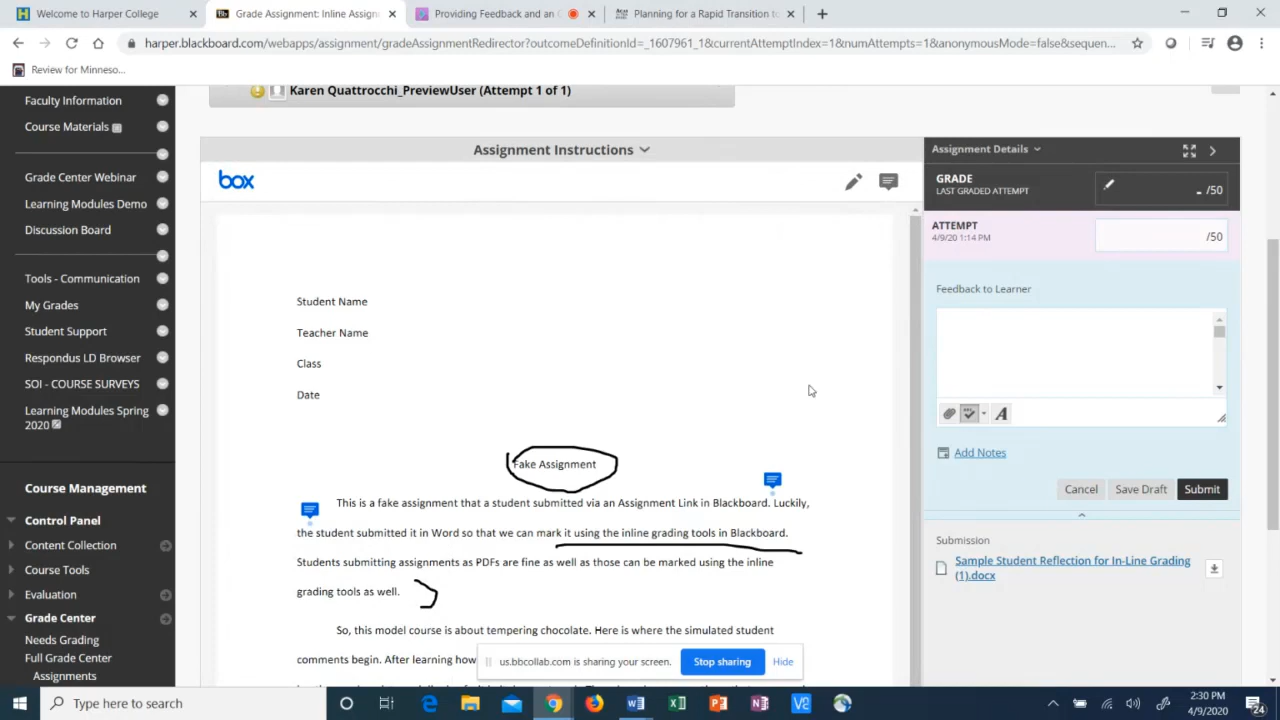 Welcome to Harper College
Grade Assignment: Inline Assign
Providing Feedback and an
Planning for a Rapid Transition to
harper.blackboard.com/webapps/assignment/gradeAssignmentRedirector?outcomeDefinitionId=_1607961_1&currentAttemptIndex=1&numAttempts=1&anonymousMode=false&sequen...
Review for Minneso...
Faculty Information
Course Materials
Grade Center Webinar
Learning Modules Demo
Discussion Board
Tools - Communication
My Grades
Student Support
Respondus LD Browser
SOI - COURSE SURVEYS
Learning Modules Spring
2020
Course Management
Control Panel
Content Collection
Course Tools
Evaluation
Grade Center
Needs Grading
Full Grade Center
Assignments
Karen Quattrocchi_PreviewUser (Attempt 1 of 1)
Assignment Instructions
box
Student Name
Teacher Name
Class
Date
Fake Assignment
This is a fake assignment that a student submitted via an Assignment Link in Blackboard. Luckily,
the student submitted it in Word so that we can mark it using the inline grading tools in Blackboard.
Students submitting assignments as PDFs are fine as well as those can be marked using the inline
grading tools as well.
So, this model course is about tempering chocolate. Here is where the simulated student
comments begin. After learning how
us.bbcollab.com is sharing your screen.
Stop sharing
Hide
Assignment Details
GRADE
LAST GRADED ATTEMPT
- /50
ATTEMPT
4/9/20 1:14 PM
/50
Feedback to Learner
A
Add Notes
Cancel
Save Draft
Submit
Submission
Sample Student Reflection for In-Line Grading
(1).docx
Type here to search
2:30 PM
4/9/2020
24